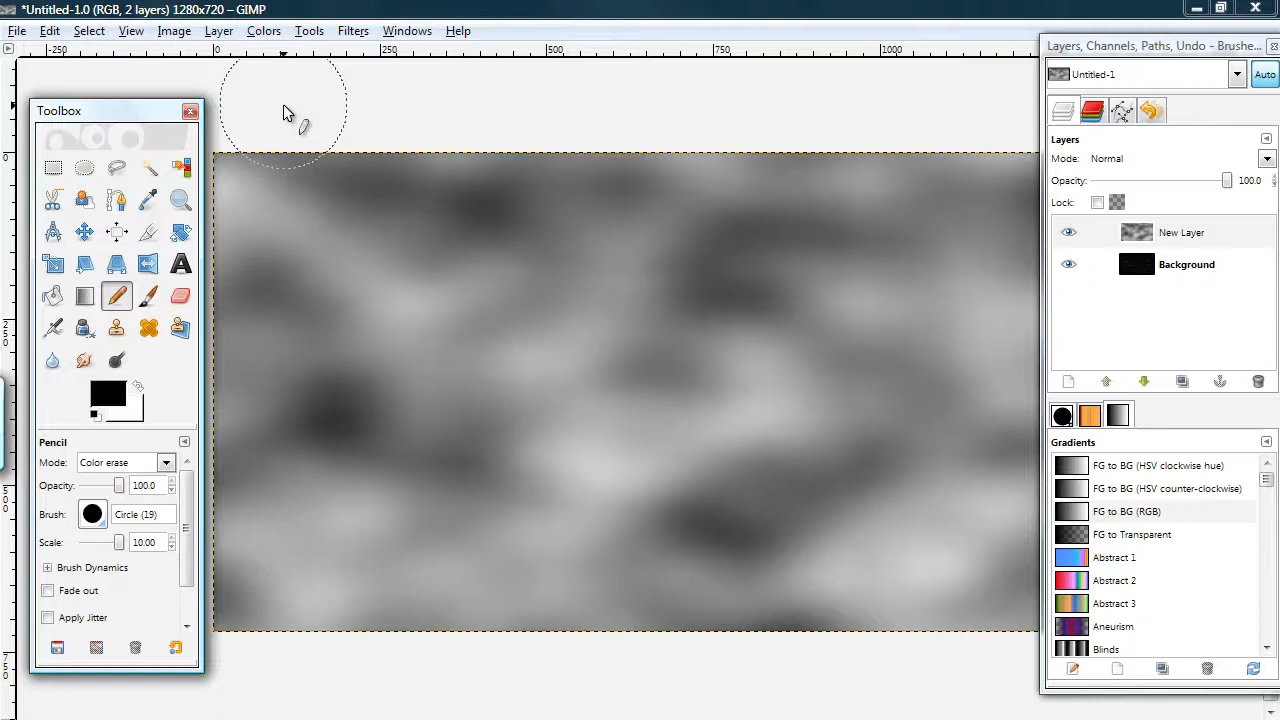 *Untitled-1.0 (RGB, 2 layers) 1280x720 – GIMP
File Edit Select View Image Layer Colors Tools Filters Windows Help
-250 0 250 500 750 1000
0
250
500
750
Toolbox
Pencil
Mode: Color erase
Opacity: 100.0
Brush: Circle (19)
Scale: 10.00
Brush Dynamics
Fade out
Apply Jitter
Layers, Channels, Paths, Undo - Brushe...
Untitled-1 Auto
Layers
Mode: Normal
Opacity: 100.0
Lock:
New Layer
Background
Gradients
FG to BG (HSV clockwise hue)
FG to BG (HSV counter-clockwise)
FG to BG (RGB)
FG to Transparent
Abstract 1
Abstract 2
Abstract 3
Aneurism
Blinds